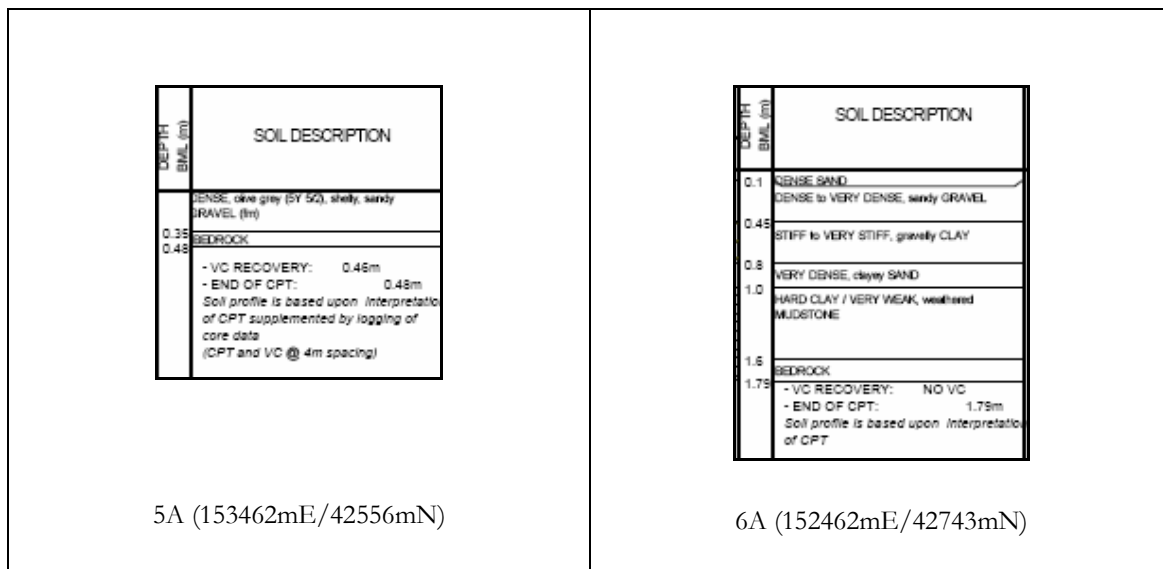 DEPTH
BML (m)
SOIL DESCRIPTION
DENSE, olive grey (5Y 5/2), shelly, sandy
GRAVEL (fm)
0.35
BEDROCK
0.48
- VC RECOVERY: 0.46m
- END OF CPT: 0.48m
Soil profile is based upon Interpretatio
of CPT supplemented by logging of
core data
(CPT and VC @ 4m spacing)
5A (153462mE/42556mN)
DEPTH
BML (m)
SOIL DESCRIPTION
0.1
DENSE SAND
DENSE to VERY DENSE, sandy GRAVEL
0.45
STIFF to VERY STIFF, gravelly CLAY
0.8
VERY DENSE, clayey SAND
1.0
HARD CLAY / VERY WEAK, weathered
MUDSTONE
1.6
BEDROCK
1.79
- VC RECOVERY: NO VC
- END OF CPT: 1.79m
Soil profile is based upon Interpretatio
of CPT
6A (152462mE/42743mN)